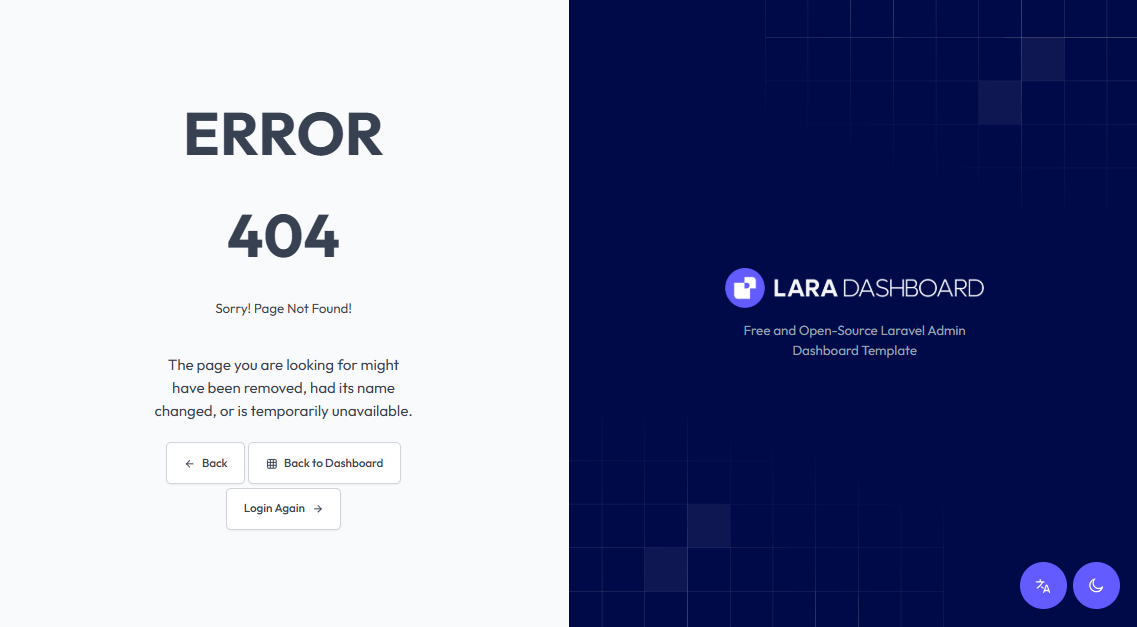 ERROR
404
Sorry! Page Not Found!
The page you are looking for might
have been removed, had its name
changed, or is temporarily unavailable.
Back
Back to Dashboard
Login Again
LARA DASHBOARD
Free and Open-Source Laravel Admin
Dashboard Template